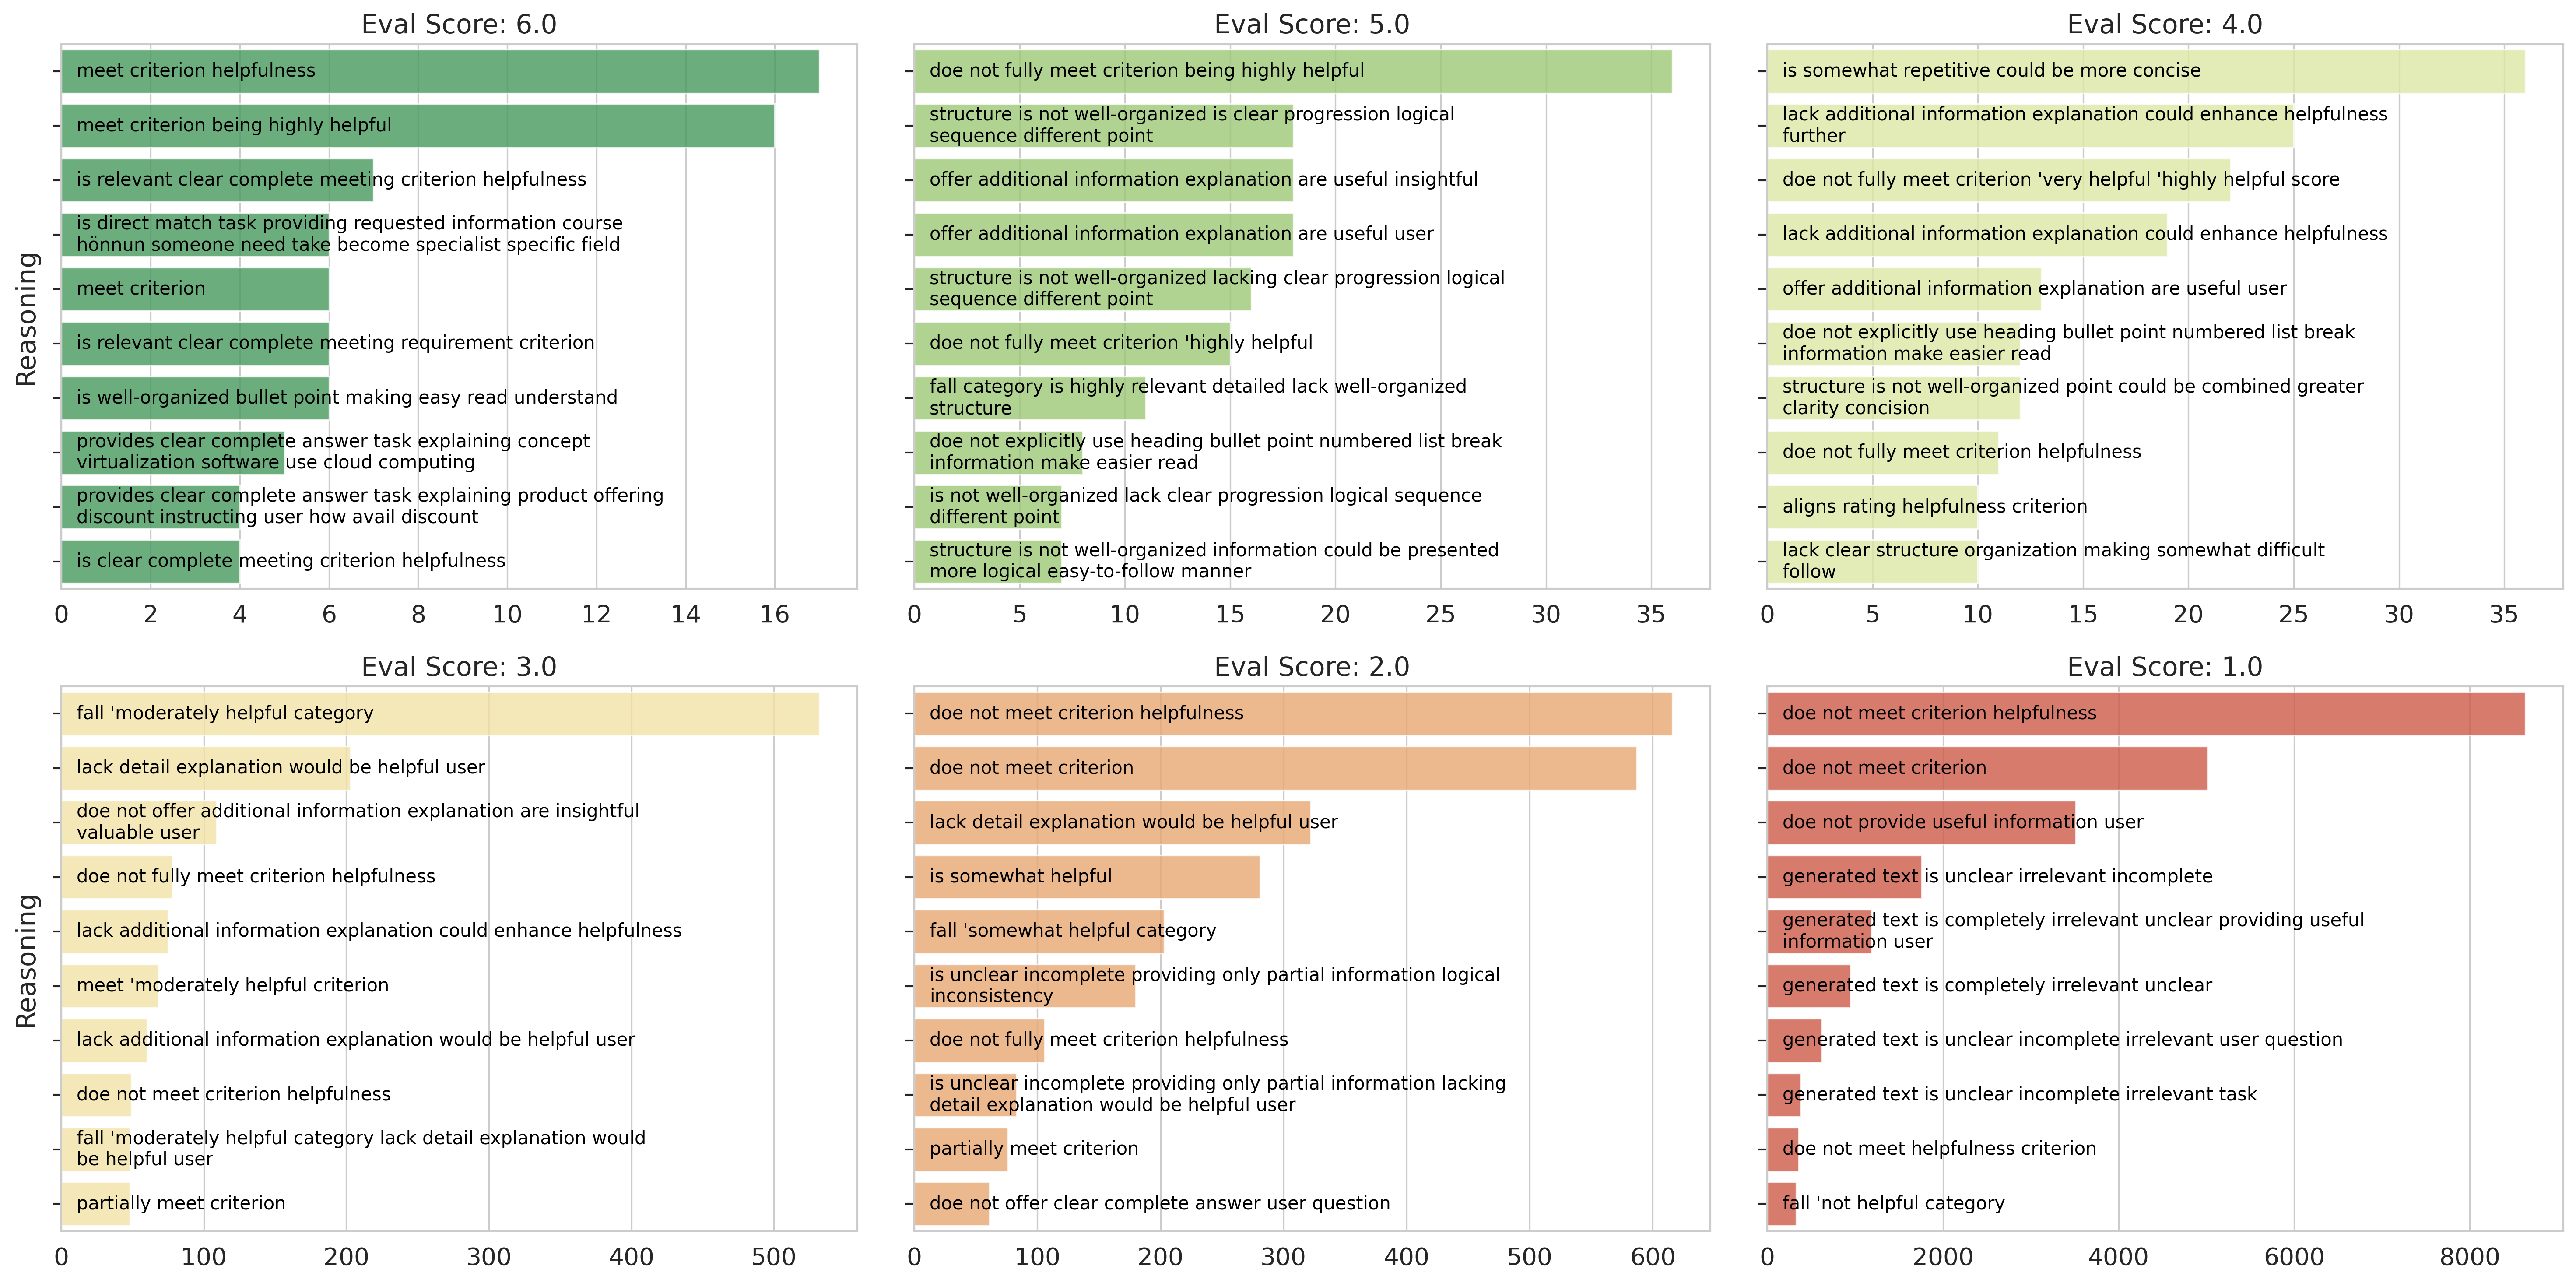 Eval Score: 6.0
Reasoning
meet criterion helpfulness
meet criterion being highly helpful
is relevant clear complete meeting criterion helpfulness
is direct match task providing requested information course
hönnun someone need take become specialist specific field
meet criterion
is relevant clear complete meeting requirement criterion
is well-organized bullet point making easy read understand
provides clear complete answer task explaining concept
virtualization software use cloud computing
provides clear complete answer task explaining product offering
discount instructing user how avail discount
is clear complete meeting criterion helpfulness
0 2 4 6 8 10 12 14 16
Eval Score: 5.0
doe not fully meet criterion being highly helpful
structure is not well-organized is clear progression logical
sequence different point
offer additional information explanation are useful insightful
offer additional information explanation are useful user
structure is not well-organized lacking clear progression logical
sequence different point
doe not fully meet criterion 'highly helpful
fall category is highly relevant detailed lack well-organized
structure
doe not explicitly use heading bullet point numbered list break
information make easier read
is not well-organized lack clear progression logical sequence
different point
structure is not well-organized information could be presented
more logical easy-to-follow manner
0 5 10 15 20 25 30 35
Eval Score: 4.0
is somewhat repetitive could be more concise
lack additional information explanation could enhance helpfulness
further
doe not fully meet criterion 'very helpful 'highly helpful score
lack additional information explanation could enhance helpfulness
offer additional information explanation are useful user
doe not explicitly use heading bullet point numbered list break
information make easier read
structure is not well-organized point could be combined greater
clarity concision
doe not fully meet criterion helpfulness
aligns rating helpfulness criterion
lack clear structure organization making somewhat difficult
follow
0 5 10 15 20 25 30 35
Eval Score: 3.0
Reasoning
fall 'moderately helpful category
lack detail explanation would be helpful user
doe not offer additional information explanation are insightful
valuable user
doe not fully meet criterion helpfulness
lack additional information explanation could enhance helpfulness
meet 'moderately helpful criterion
lack additional information explanation would be helpful user
doe not meet criterion helpfulness
fall 'moderately helpful category lack detail explanation would
be helpful user
partially meet criterion
0 100 200 300 400 500
Eval Score: 2.0
doe not meet criterion helpfulness
doe not meet criterion
lack detail explanation would be helpful user
is somewhat helpful
fall 'somewhat helpful category
is unclear incomplete providing only partial information logical
inconsistency
doe not fully meet criterion helpfulness
is unclear incomplete providing only partial information lacking
detail explanation would be helpful user
partially meet criterion
doe not offer clear complete answer user question
0 100 200 300 400 500 600
Eval Score: 1.0
doe not meet criterion helpfulness
doe not meet criterion
doe not provide useful information user
generated text is unclear irrelevant incomplete
generated text is completely irrelevant unclear providing useful
information user
generated text is completely irrelevant unclear
generated text is unclear incomplete irrelevant user question
generated text is unclear incomplete irrelevant task
doe not meet helpfulness criterion
fall 'not helpful category
0 2000 4000 6000 8000